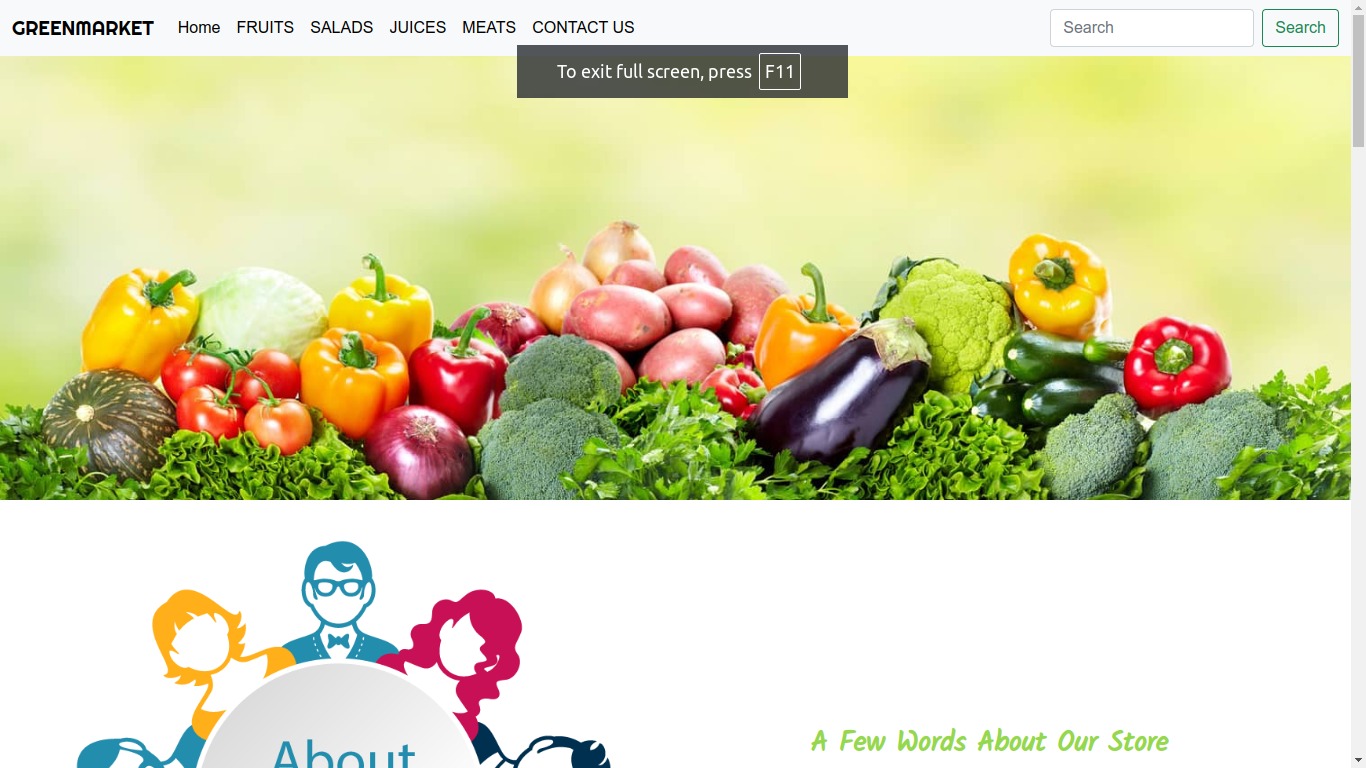 GREENMARKET Home FRUITS SALADS JUICES MEATS CONTACT US Search Search
To exit full screen, press F11
About
A Few Words About Our Store